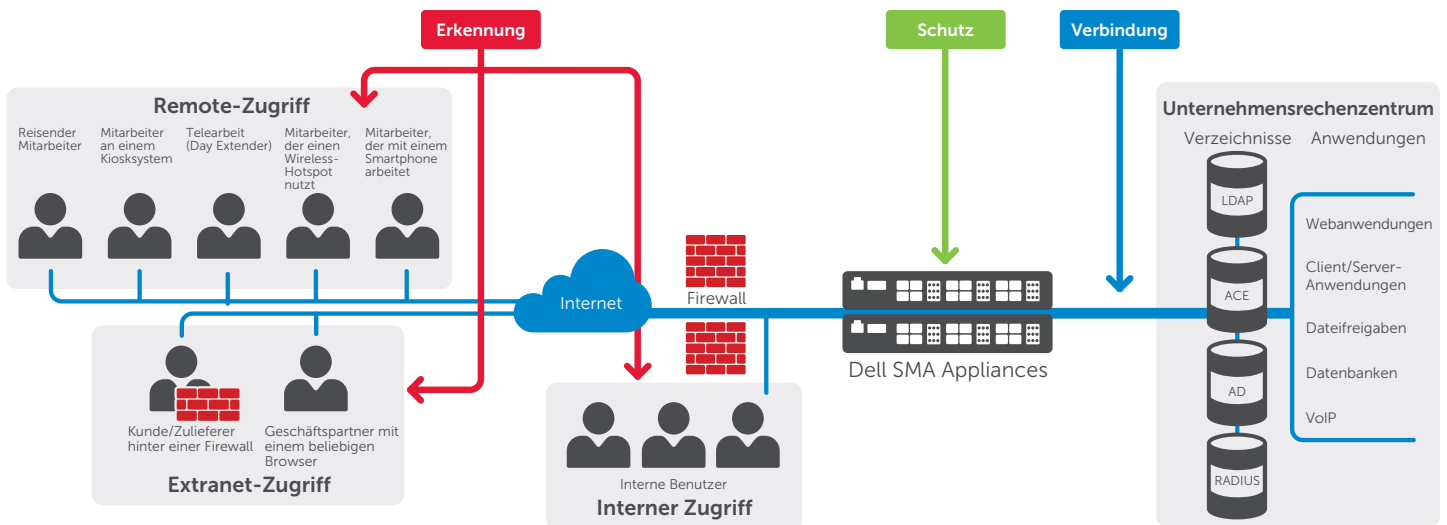 Erkennung
Schutz
Verbindung
Remote-Zugriff
Reisender
Mitarbeiter
Mitarbeiter
an einem
Kiosksystem
Telearbeit
(Day Extender)
Mitarbeiter,
der einen
Wireless-
Hotspot
nutzt
Mitarbeiter,
der mit einem
Smartphone
arbeitet
Internet
Firewall
Dell SMA Appliances
Kunde/Zulieferer
hinter einer Firewall
Geschäftspartner mit
einem beliebigen
Browser
Extranet-Zugriff
Interne Benutzer
Interner Zugriff
Unternehmensrechenzentrum
Verzeichnisse
Anwendungen
LDAP
ACE
AD
RADIUS
Webanwendungen
Client/Server-
Anwendungen
Dateifreigaben
Datenbanken
VoIP